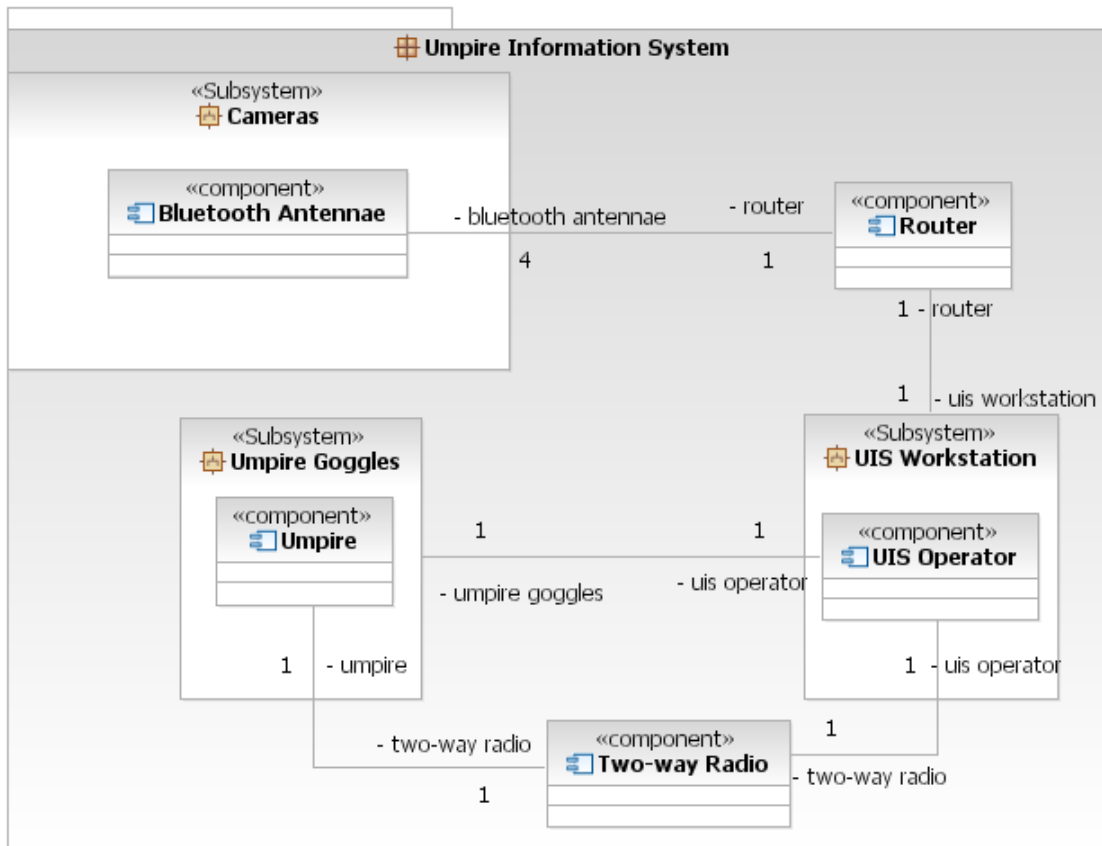 Umpire Information System
«Subsystem»
Cameras
«component»
Bluetooth Antennae
- bluetooth antennae
4
- router
1
«component»
Router
1 - router
1 - uis workstation
«Subsystem»
Umpire Goggles
«component»
Umpire
1
- umpire goggles
1
- uis operator
«Subsystem»
UIS Workstation
«component»
UIS Operator
1 - umpire
1 - uis operator
- two-way radio
1
«component»
Two-way Radio
1
- two-way radio